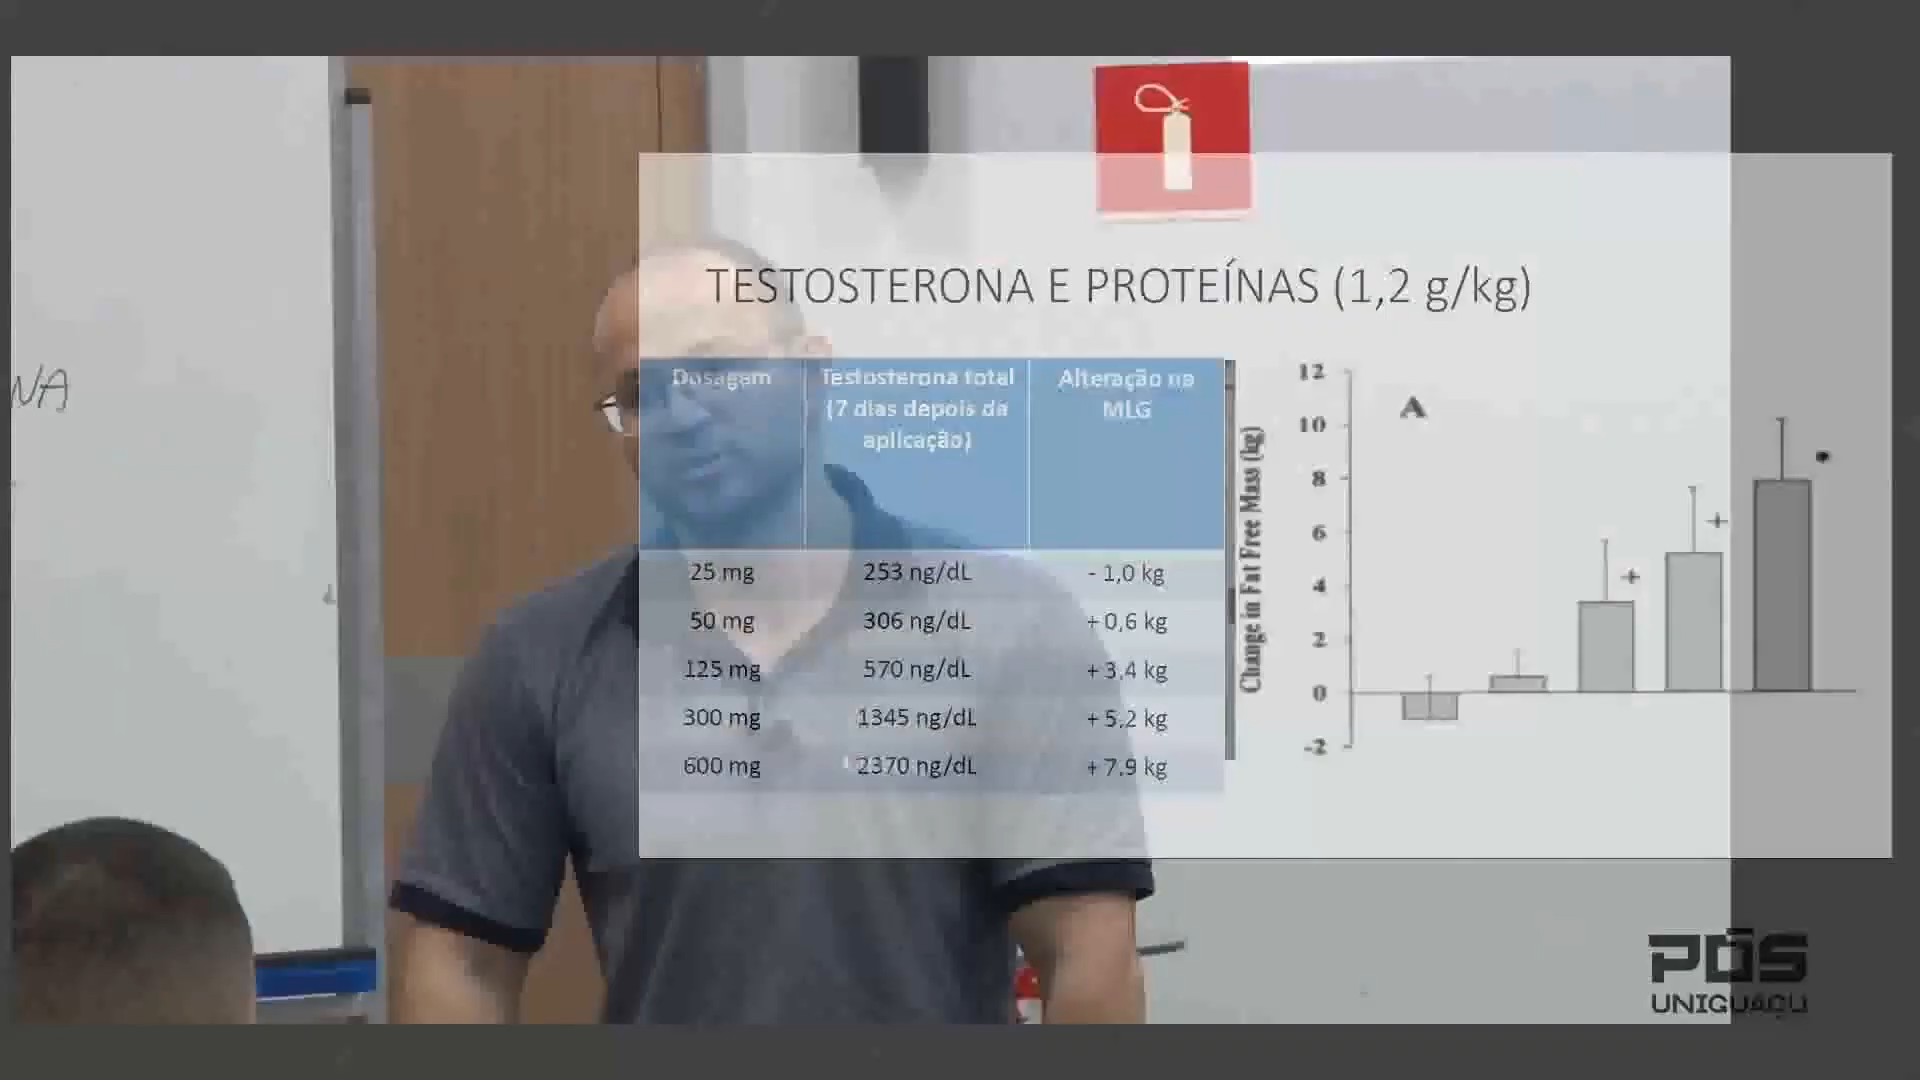 NA
TESTOSTERONA E PROTEÍNAS (1,2 g/kg)
Dosagem Testosterona total (7 dias depois da aplicação) Alteração na MLG
25 mg 253 ng/dL - 1,0 kg
50 mg 306 ng/dL + 0,6 kg
125 mg 570 ng/dL + 3,4 kg
300 mg 1345 ng/dL + 5,2 kg
600 mg 2370 ng/dL + 7,9 kg
Change in Fat Free Mass (kg)
A
12
10
8
6
4
2
0
-2
+
+
PÓS
UNIGUAÇU